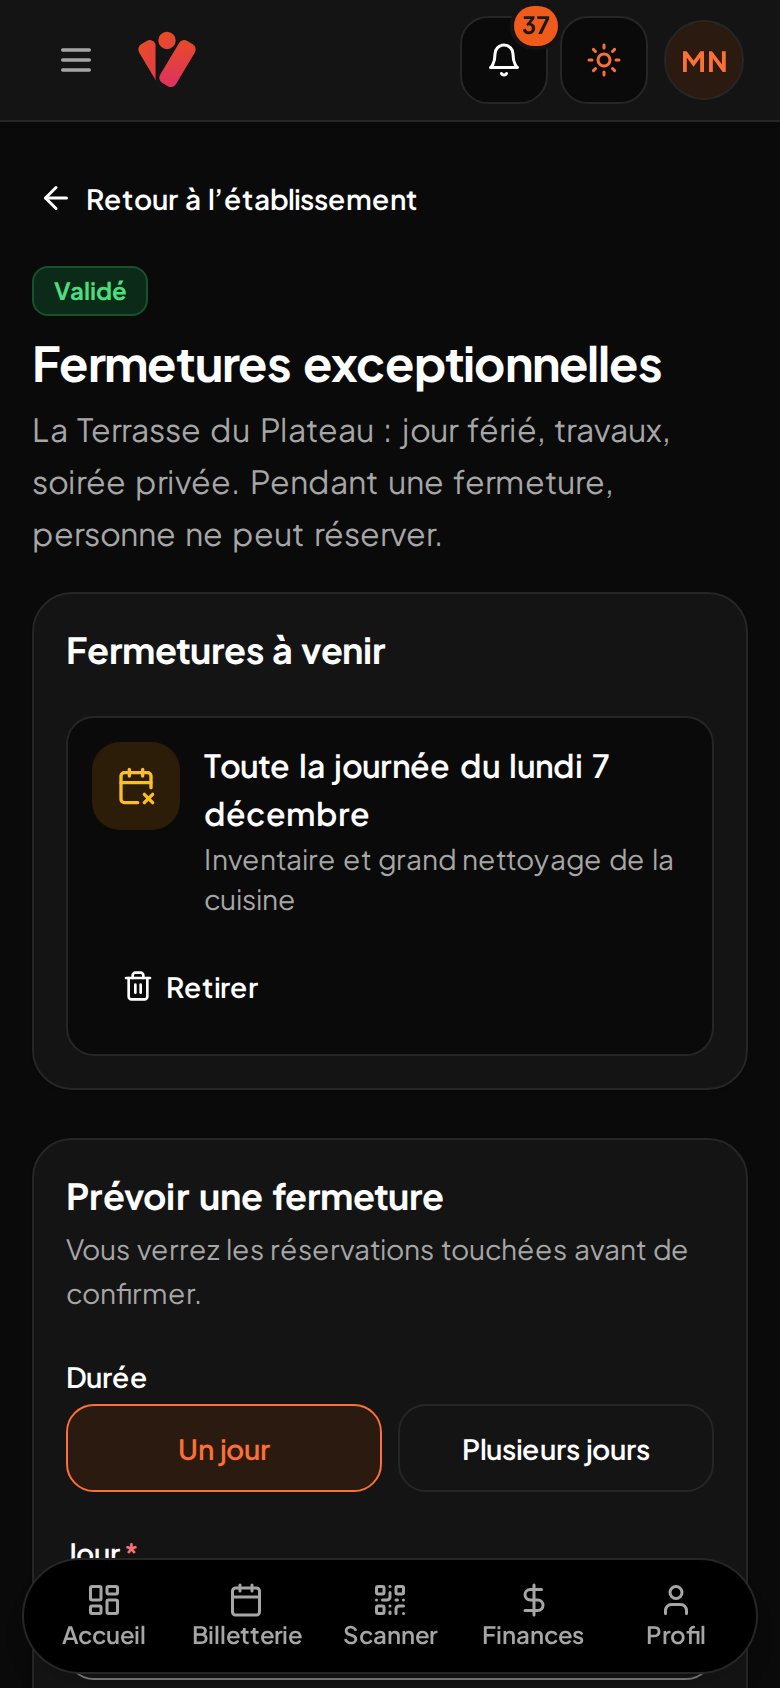 37
MN
Retour à l’établissement
Validé
Fermetures exceptionnelles
La Terrasse du Plateau : jour férié, travaux,
soirée privée. Pendant une fermeture,
personne ne peut réserver.
Fermetures à venir
Toute la journée du lundi 7
décembre
Inventaire et grand nettoyage de la
cuisine
Retirer
Prévoir une fermeture
Vous verrez les réservations touchées avant de
confirmer.
Durée
Un jour
Plusieurs jours
Jour *
Accueil
Billetterie
Scanner
Finances
Profil